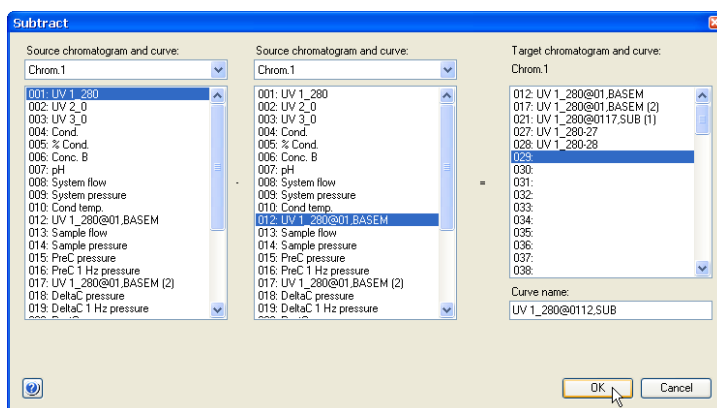 Subtract
Source chromatogram and curve:
Chrom.1
001: UV 1_280
002: UV 2_0
003: UV 3_0
004: Cond.
005: % Cond.
006: Conc. B
007: pH
008: System flow
009: System pressure
010: Cond temp.
012: UV 1_280@01,BASEM
013: Sample flow
014: Sample pressure
015: PreC pressure
016: PreC 1 Hz pressure
017: UV 1_280@01,BASEM (2)
018: DeltaC pressure
019: DeltaC 1 Hz pressure
-
Source chromatogram and curve:
Chrom.1
001: UV 1_280
002: UV 2_0
003: UV 3_0
004: Cond.
005: % Cond.
006: Conc. B
007: pH
008: System flow
009: System pressure
010: Cond temp.
012: UV 1_280@01,BASEM
013: Sample flow
014: Sample pressure
015: PreC pressure
016: PreC 1 Hz pressure
017: UV 1_280@01,BASEM (2)
018: DeltaC pressure
019: DeltaC 1 Hz pressure
=
Target chromatogram and curve:
Chrom.1
012: UV 1_280@01,BASEM
017: UV 1_280@01,BASEM (2)
021: UV 1_280@0117,SUB (1)
027: UV 1_280-27
028: UV 1_280-28
029:
030:
031:
032:
033:
034:
035:
036:
037:
038:
Curve name:
UV 1_280@0112,SUB
OK
Cancel